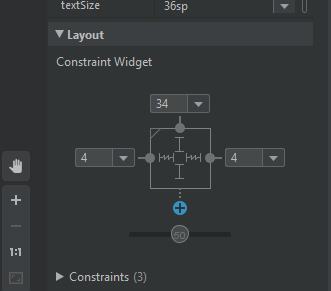 textSize 36sp
Layout
Constraint Widget
34
4 4
+
50
−
1:1
Constraints (3)